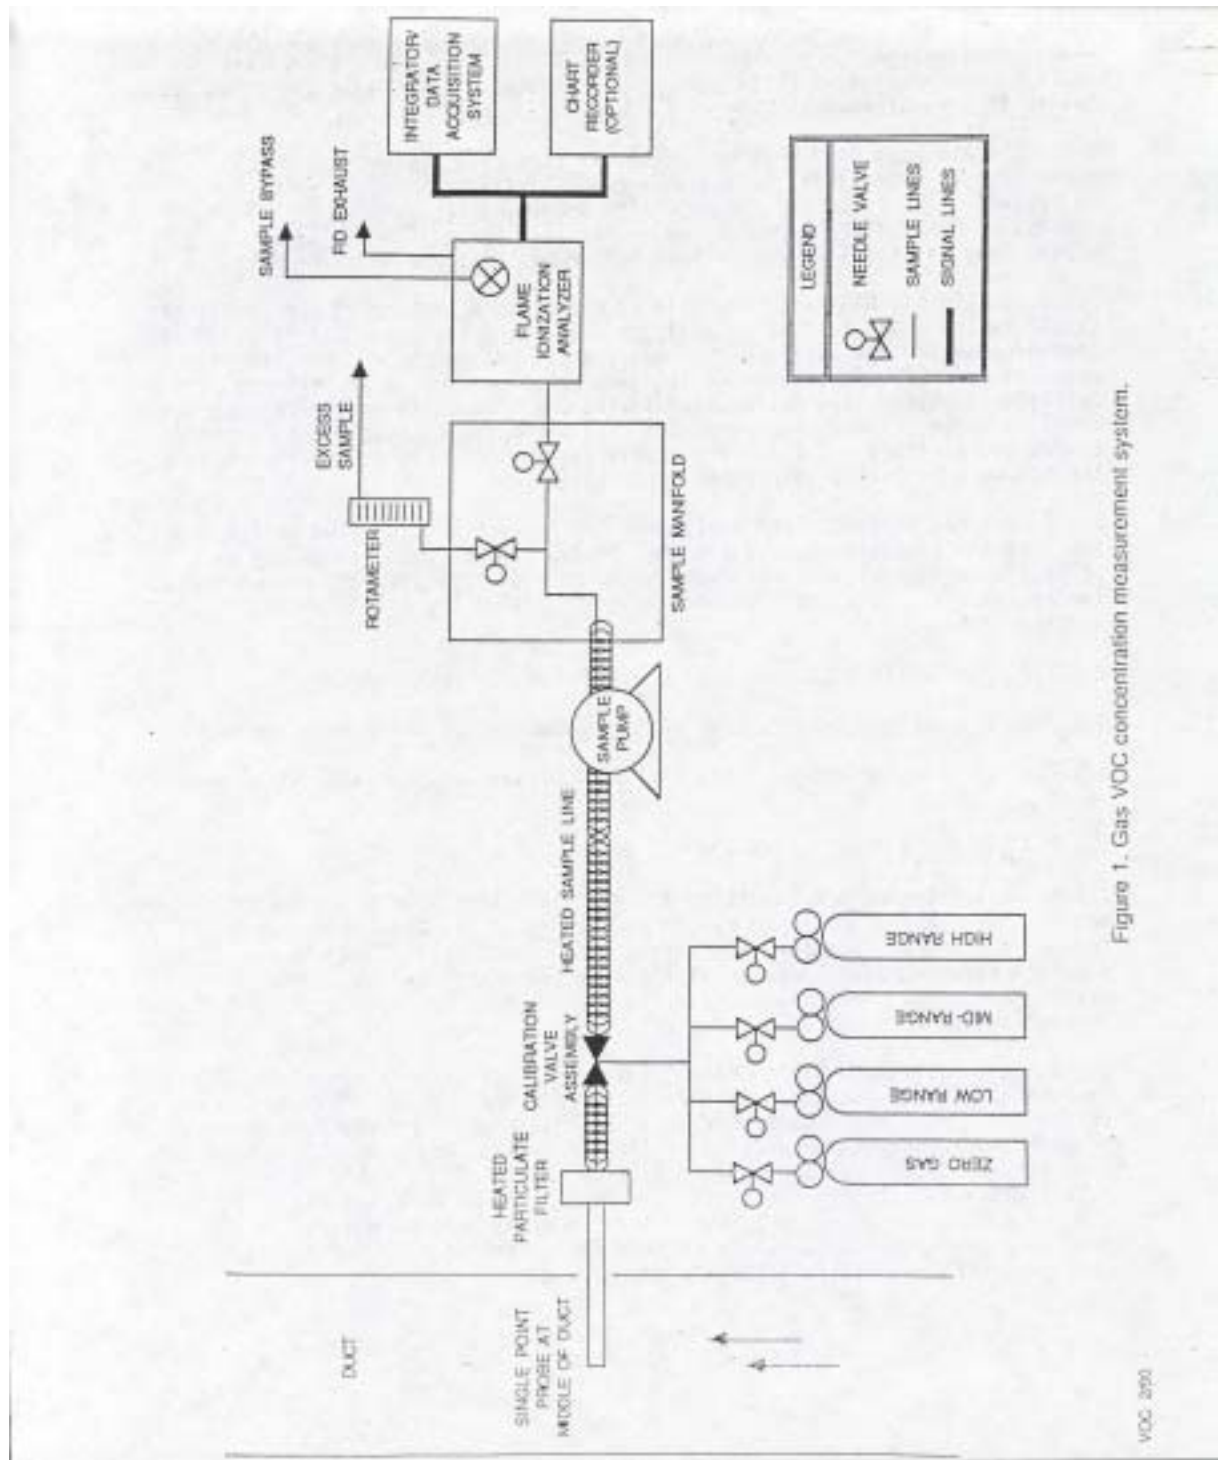 DUCT
SINGLE POINT
PROBE AT
MIDDLE OF DUCT
HEATED
PARTICULATE
FILTER
CALIBRATION
VALVE
ASSEMBLY
HEATED SAMPLE LINE
SAMPLE
PUMP
ROTAMETER
EXCESS
SAMPLE
SAMPLE MANIFOLD
SAMPLE BYPASS
FID EXHAUST
FLAME
IONIZATION
ANALYZER
INTEGRATOR/
DATA
ACQUISITION
SYSTEM
CHART
RECORDER
(OPTIONAL)
ZERO GAS
LOW RANGE
MID-RANGE
HIGH RANGE
LEGEND
NEEDLE VALVE
SAMPLE LINES
SIGNAL LINES
Figure 1. Gas VOC concentration measurement system.
VOC 2/90